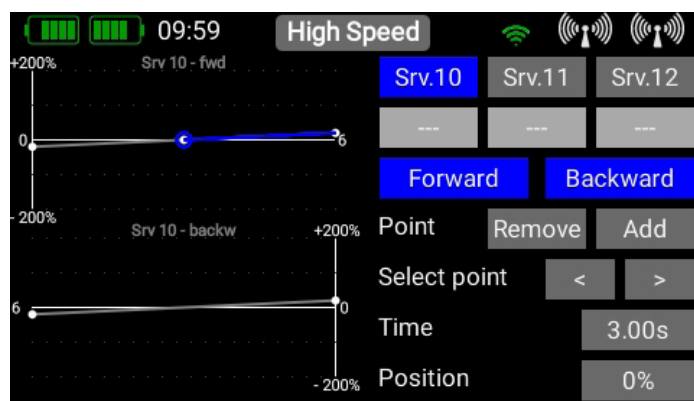 09:59 High Speed
+200% Srv 10 - fwd
0 6
- 200%
Srv 10 - backw +200%
6 0
- 200%
Srv.10 Srv.11 Srv.12
--- --- ---
Forward Backward
Point Remove Add
Select point < >
Time 3.00s
Position 0%